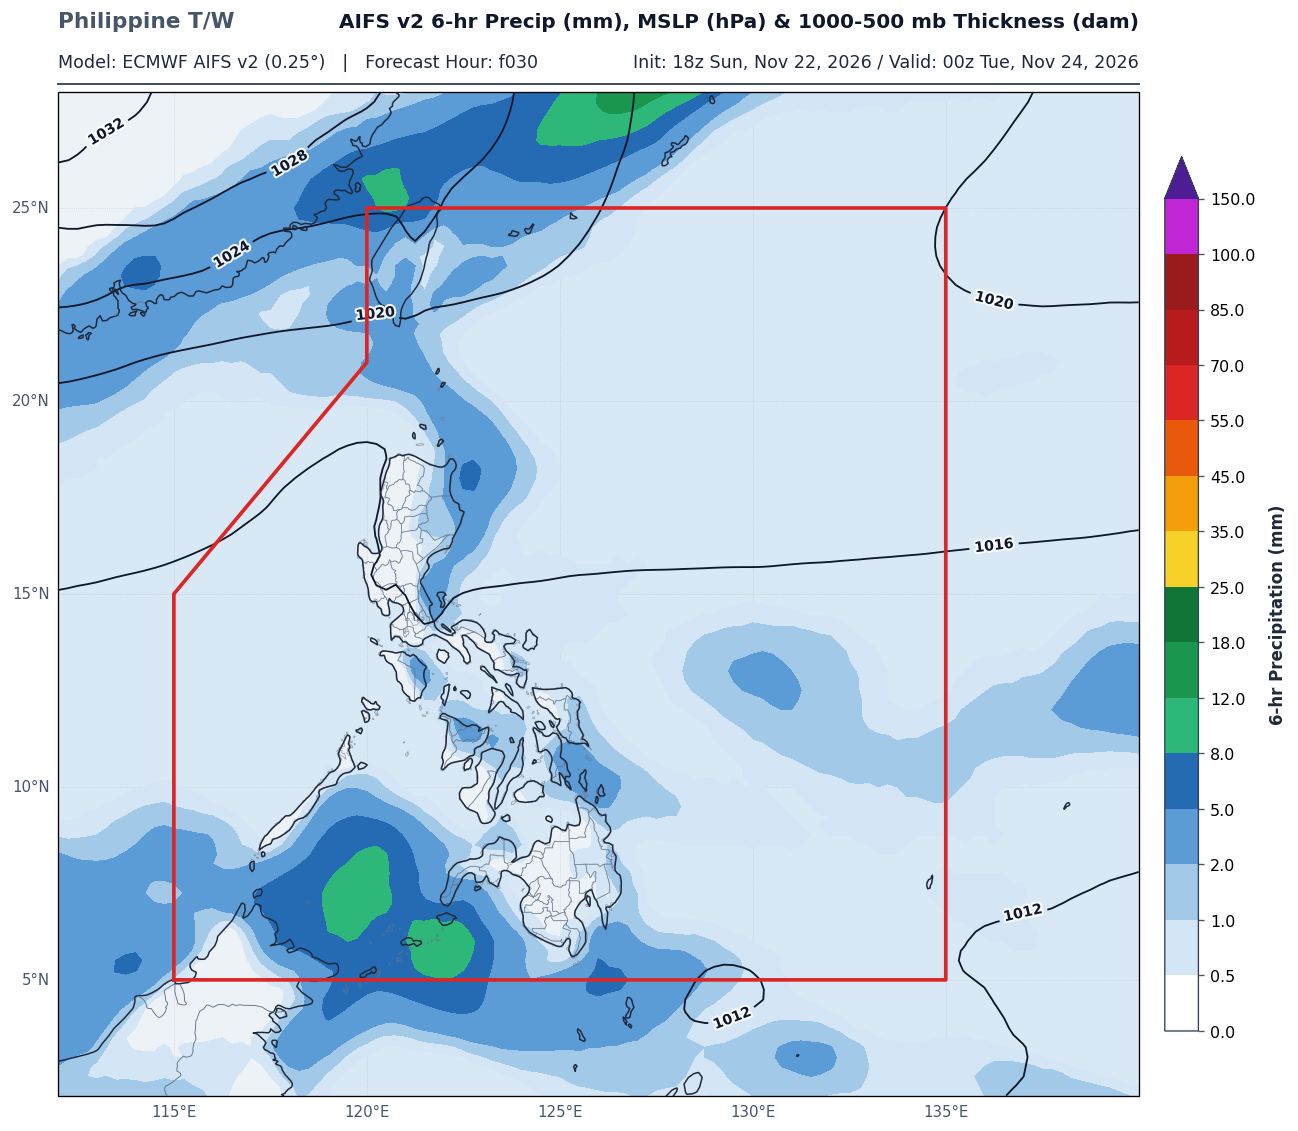 Philippine T/W
AIFS v2 6-hr Precip (mm), MSLP (hPa) & 1000-500 mb Thickness (dam)
Model: ECMWF AIFS v2 (0.25°) | Forecast Hour: f030
Init: 18z Sun, Nov 22, 2026 / Valid: 00z Tue, Nov 24, 2026
1032
1028
1024
1020
1020
1016
1012
1012
25°N
20°N
15°N
10°N
5°N
115°E
120°E
125°E
130°E
135°E
150.0
100.0
85.0
70.0
55.0
45.0
35.0
25.0
18.0
12.0
8.0
5.0
2.0
1.0
0.5
0.0
6-hr Precipitation (mm)